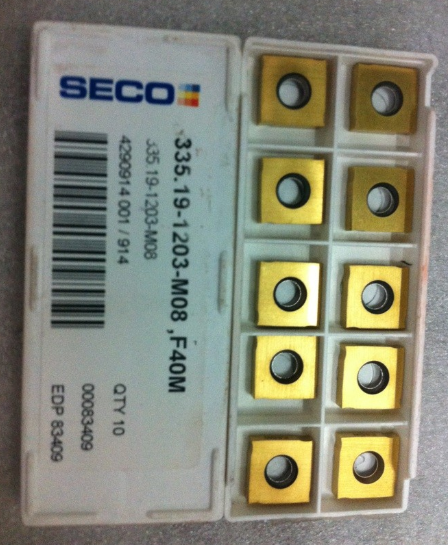 SECO
335.19-1203-M08 ,F40M
335.19-1203-M08
4290914 001 / 914
QTY 10
00083409
EDP 83409